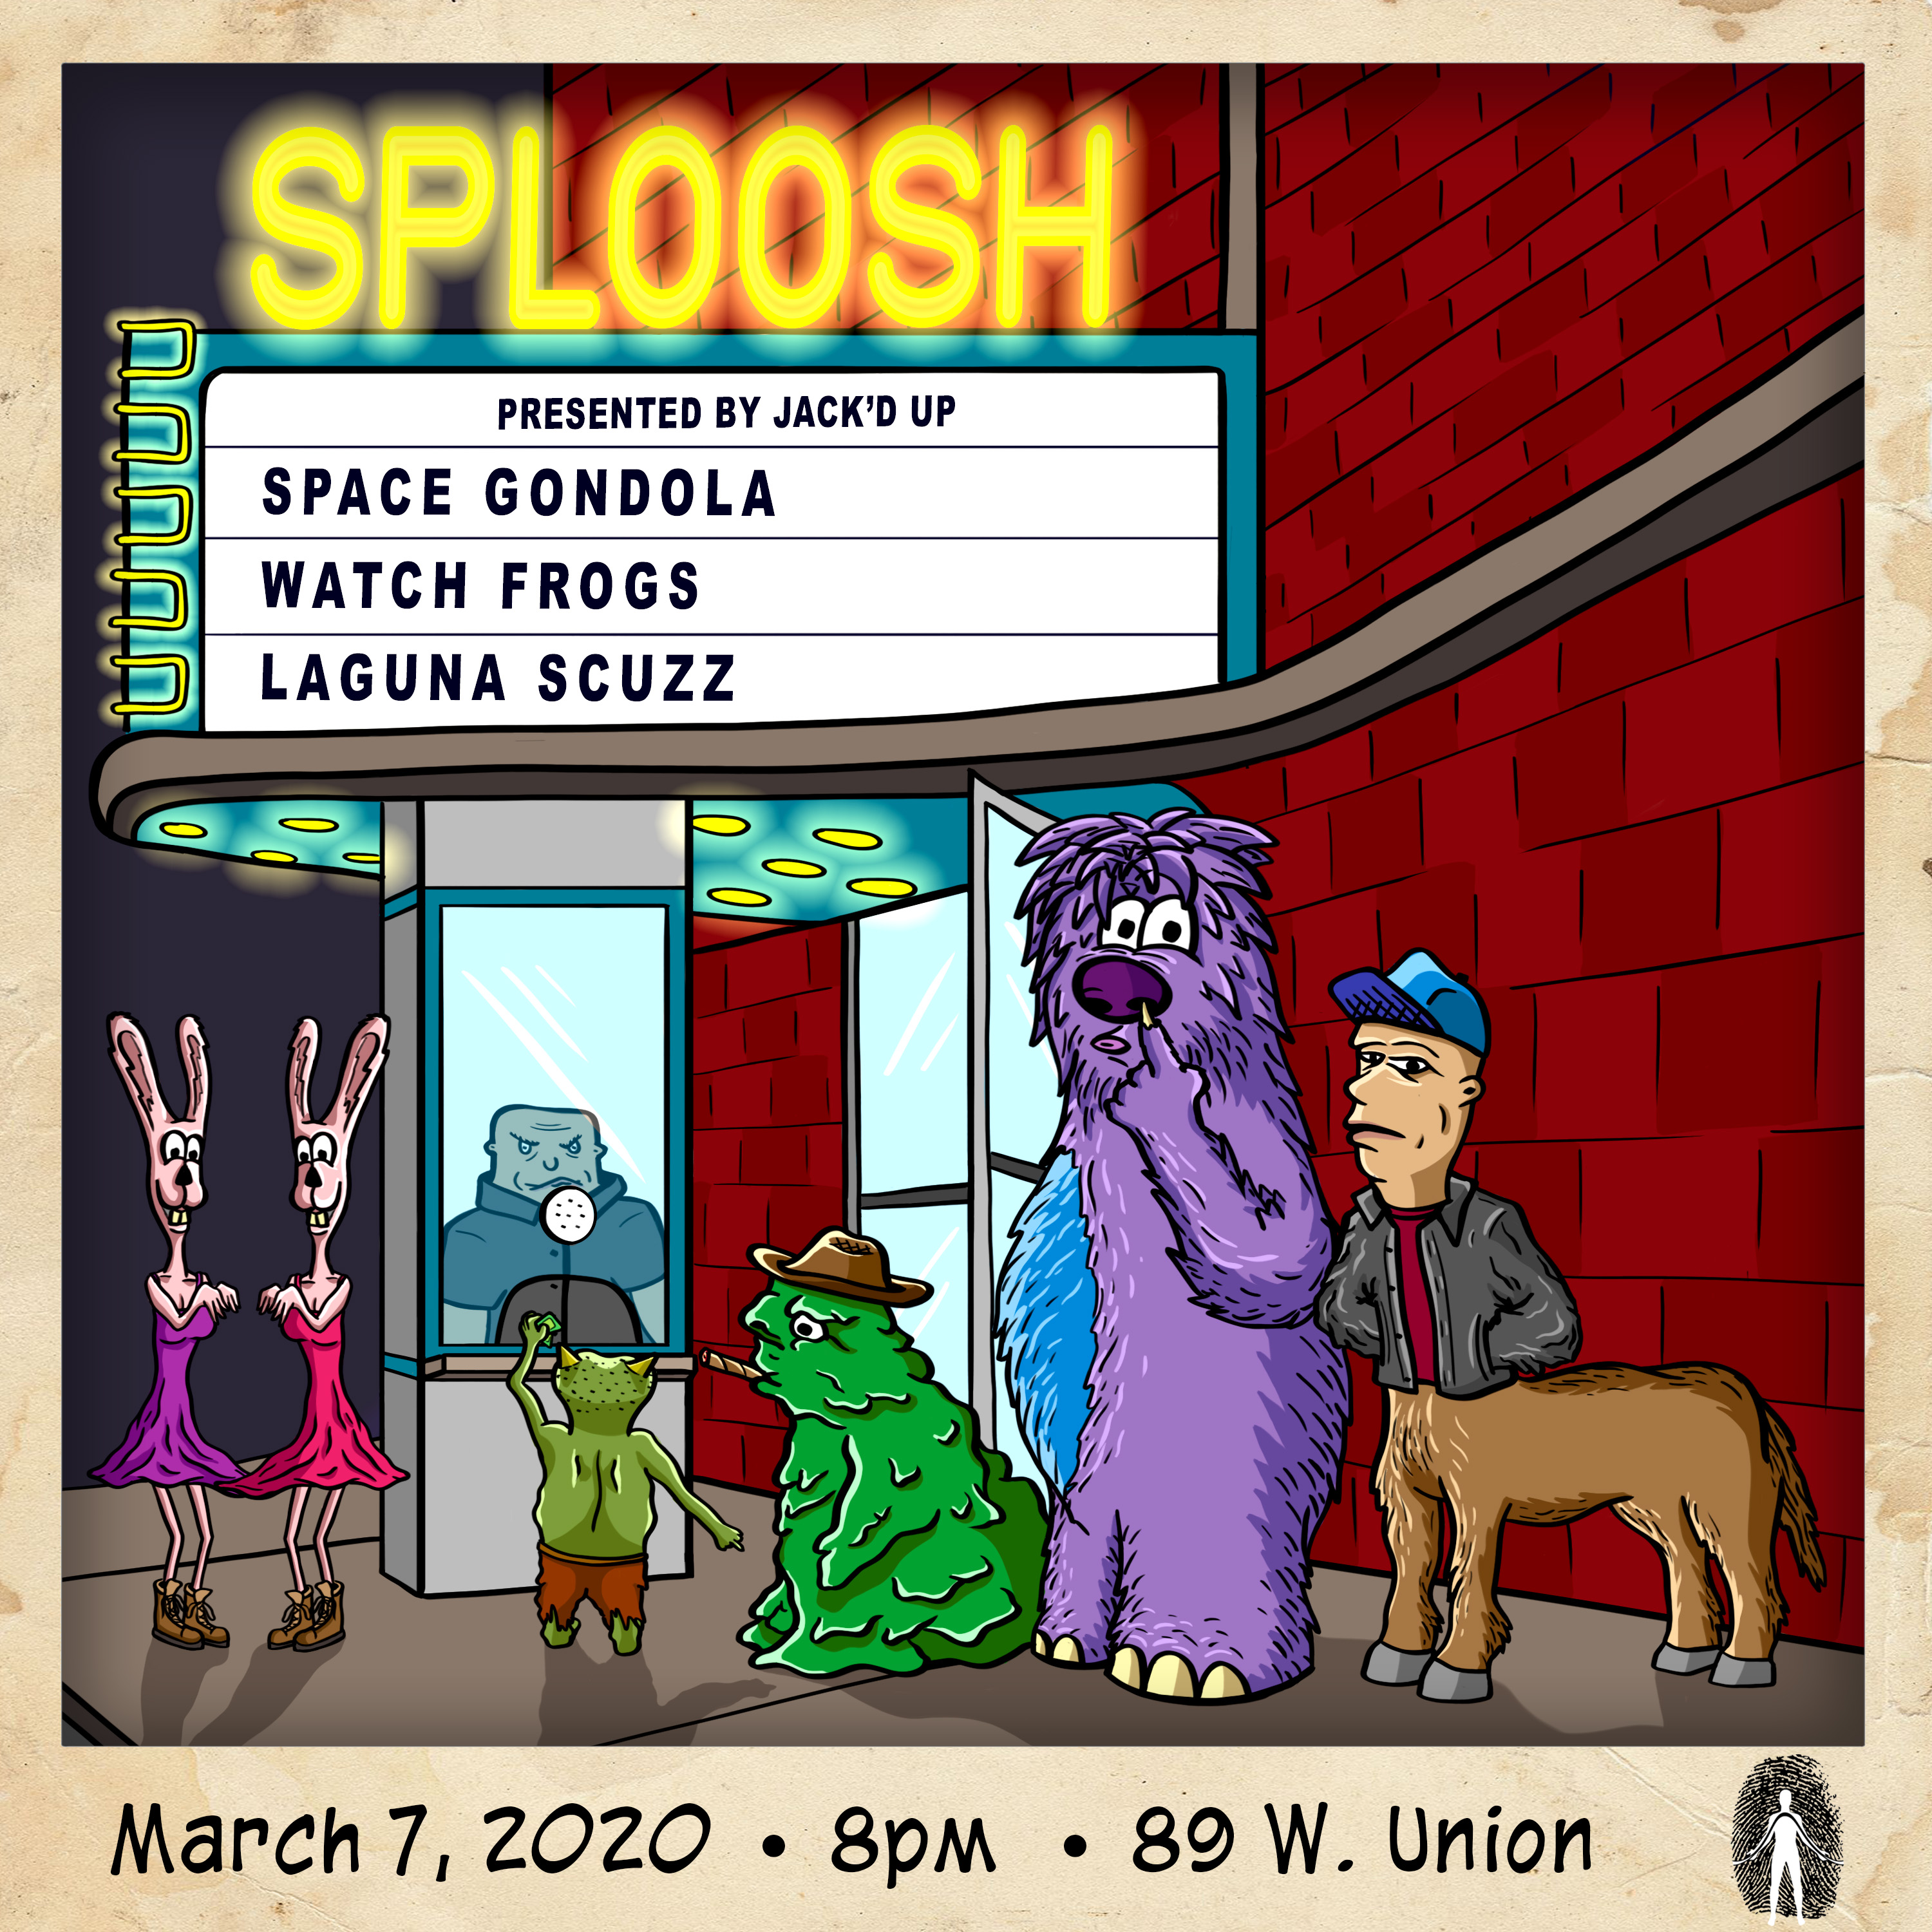 SPLOOSH
PRESENTED BY JACK'D UP
SPACE GONDOLA
WATCH FROGS
LAGUNA SCUZZ
March 7, 2020 • 8pm • 89 W. Union